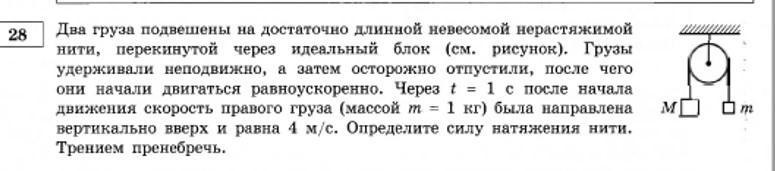 28
Два груза подвешены на достаточно длинной невесомой нерастяжимой
нити, перекинутой через идеальный блок (см. рисунок). Грузы
удерживали неподвижно, а затем осторожно отпустили, после чего
они начали двигаться равноускоренно. Через t = 1 с после начала
движения скорость правого груза (массой m = 1 кг) была направлена
вертикально вверх и равна 4 м/с. Определите силу натяжения нити.
Трением пренебречь.
M m